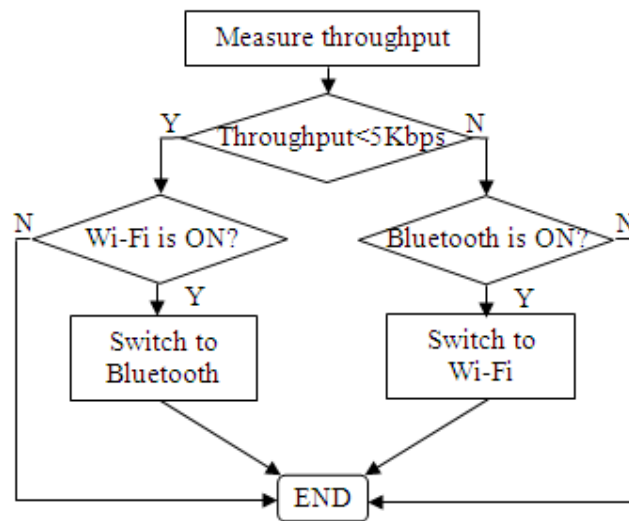 Measure throughput
Y
Throughput<5Kbps
N
N
Wi-Fi is ON?
Bluetooth is ON?
N
Y
Y
Switch to
Bluetooth
Switch to
Wi-Fi
END